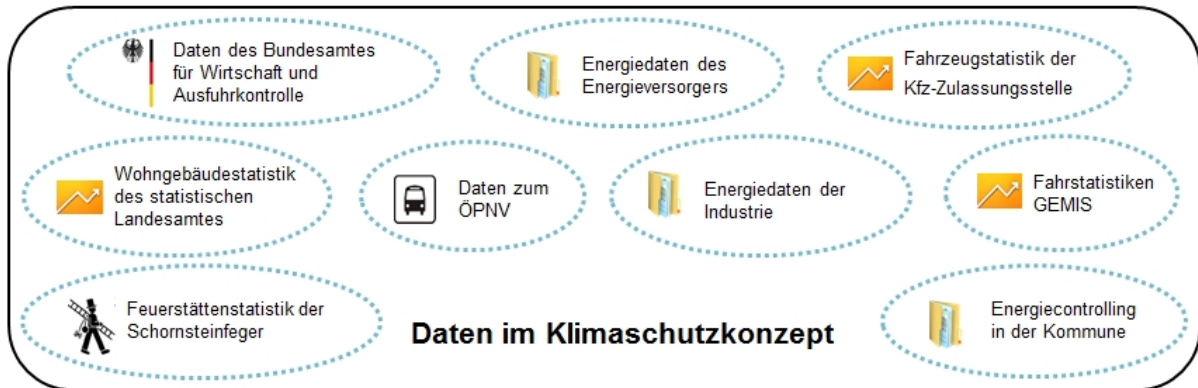 Daten des Bundesamtes
für Wirtschaft und
Ausfuhrkontrolle
Energiedaten des
Energieversorgers
Fahrzeugstatistik der
Kfz-Zulassungsstelle
Wohngebäudestatistik
des statistischen
Landesamtes
Daten zum
ÖPNV
Energiedaten der
Industrie
Fahrstatistiken
GEMIS
Feuerstättenstatistik der
Schornsteinfeger
Daten im Klimaschutzkonzept
Energiecontrolling
in der Kommune